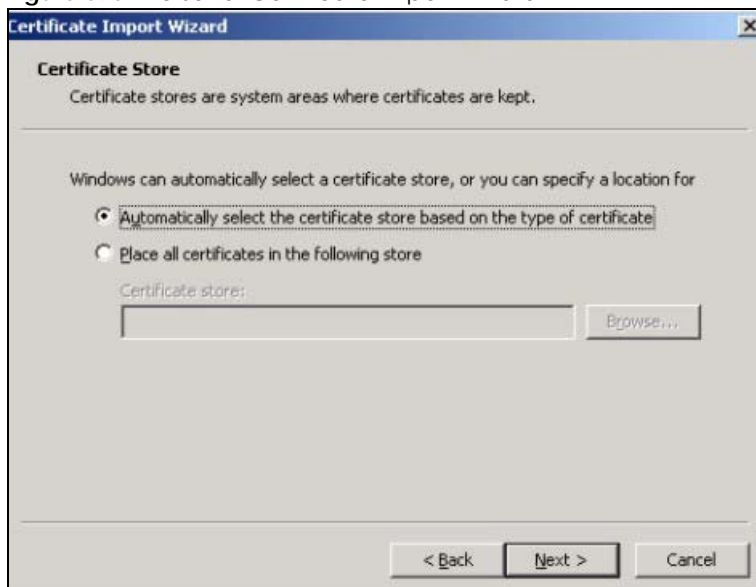 Certificate Import Wizard
Certificate Store
Certificate stores are system areas where certificates are kept.
Windows can automatically select a certificate store, or you can specify a location for
Automatically select the certificate store based on the type of certificate
Place all certificates in the following store
Certificate store:
Browse...
< Back Next > Cancel